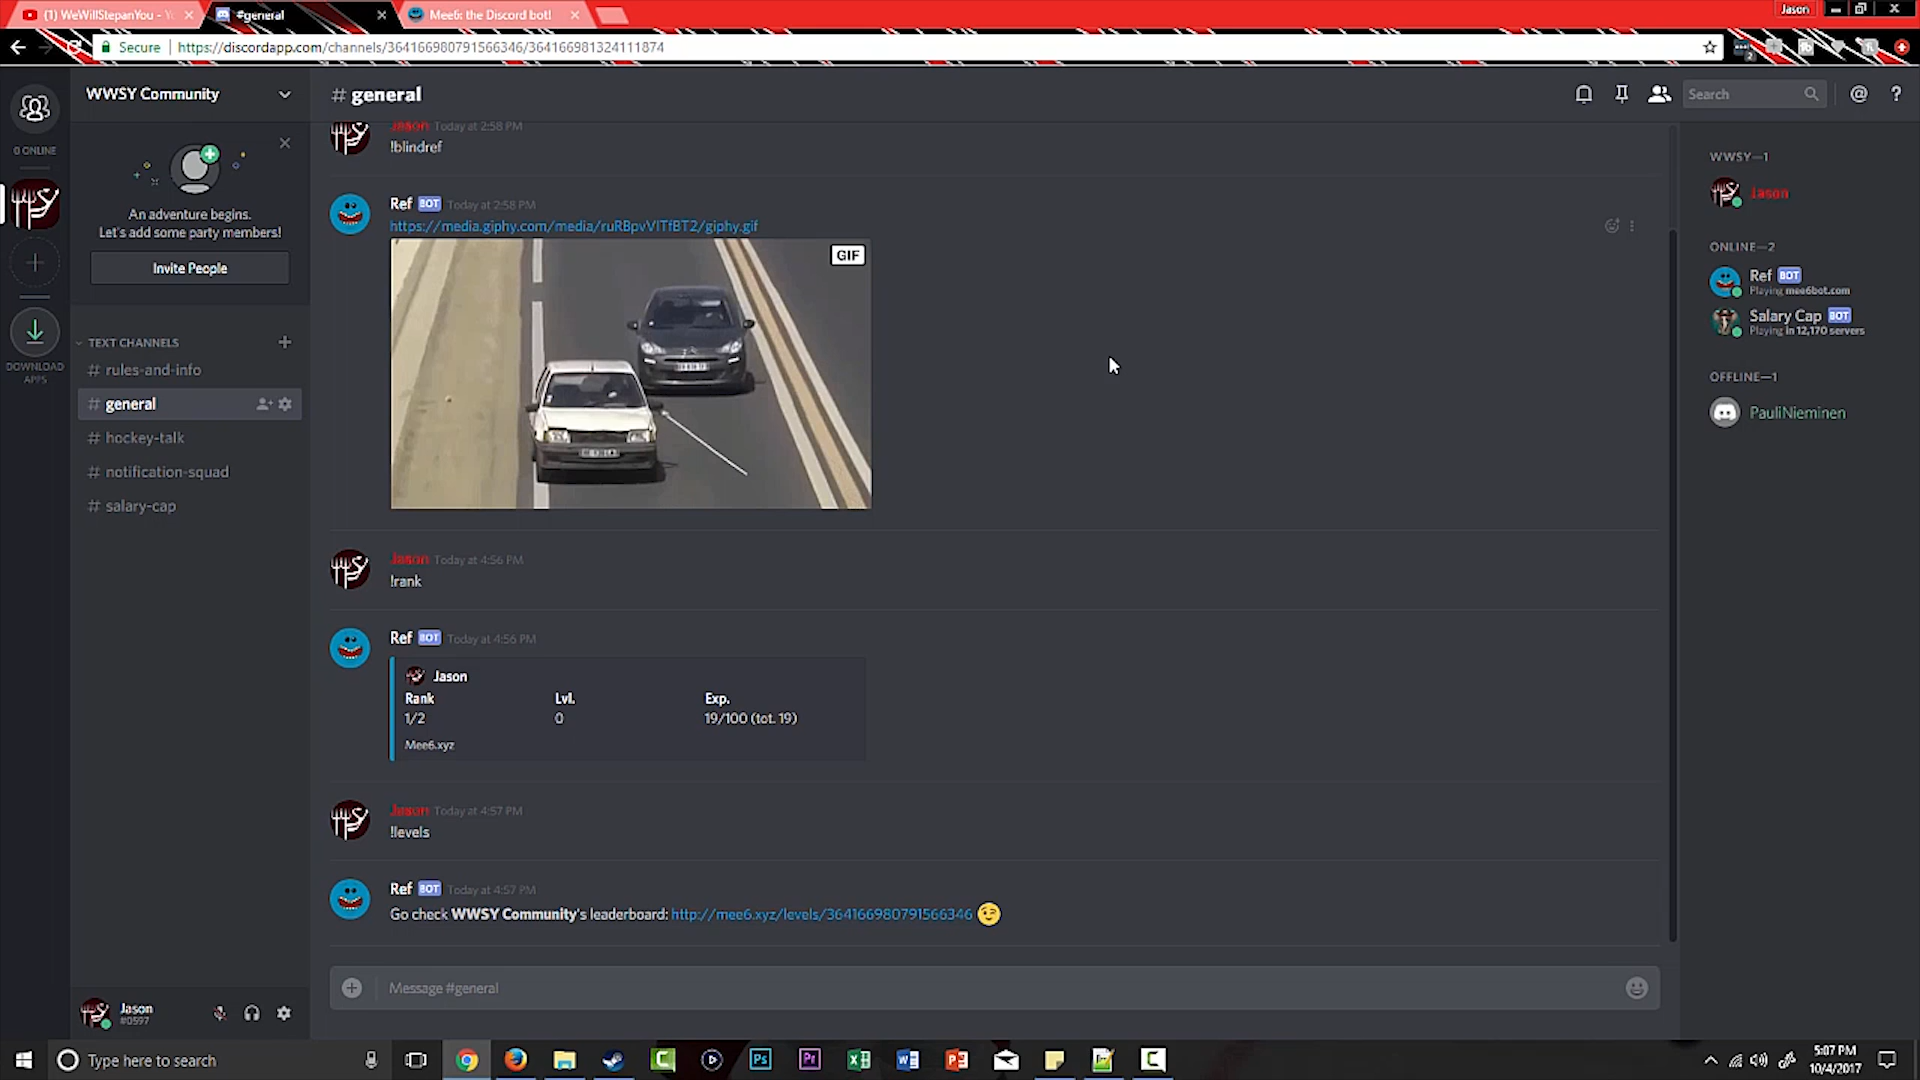 (1) WeWillStepanYou - Yo
#general
Mee6: the Discord bot!
Jason
Secure
https://discordapp.com/channels/364166980791566346/364166981324111874
WWSY Community
# general
Search
0 ONLINE
An adventure begins.
Let's add some party members!
Invite People
DOWNLOAD
APPS
TEXT CHANNELS
# rules-and-info
# general
# hockey-talk
# notification-squad
# salary-cap
Jason
#0597
Jason Today at 2:58 PM
!blindref
Ref BOT Today at 2:58 PM
https://media.giphy.com/media/ruRBpvVITfBT2/giphy.gif
GIF
Jason Today at 4:56 PM
!rank
Ref BOT Today at 4:56 PM
Jason
Rank Lvl. Exp.
1/2 0 19/100 (tot. 19)
Mee6.xyz
Jason Today at 4:57 PM
!levels
Ref BOT Today at 4:57 PM
Go check WWSY Community's leaderboard: http://mee6.xyz/levels/364166980791566346 😉
Message #general
WWSY—1
Jason
ONLINE—2
Ref BOT
Playing mee6bot.com
Salary Cap BOT
Playing in 12,170 servers
OFFLINE—1
PauliNieminen
Type here to search
5:07 PM
10/4/2017